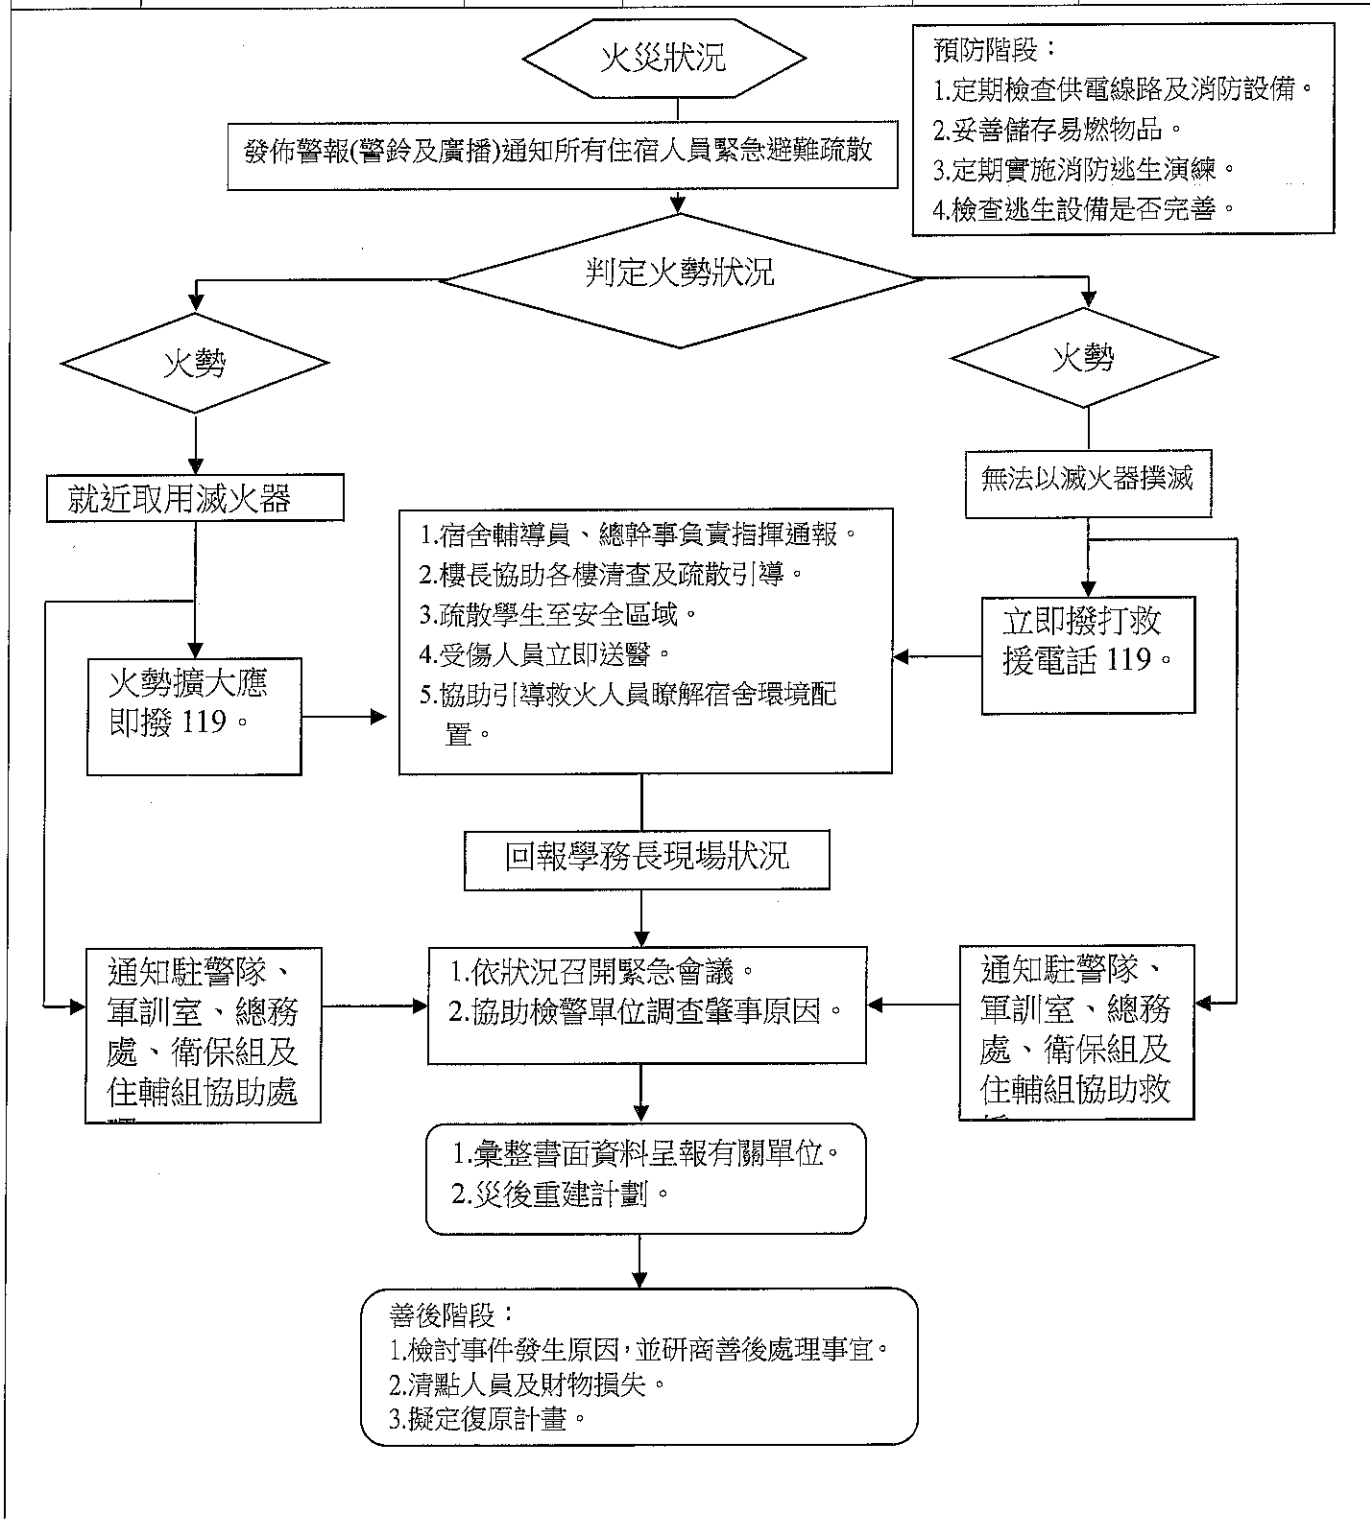 火災狀況
預防階段：
1.定期檢查供電線路及消防設備。
2.妥善儲存易燃物品。
3.定期實施消防逃生演練。
4.檢查逃生設備是否完善。
發佈警報(警鈴及廣播)通知所有住宿人員緊急避難疏散
判定火勢狀況
火勢
火勢
就近取用滅火器
無法以滅火器撲滅
1.宿舍輔導員、總幹事負責指揮通報。
2.樓長協助各樓清查及疏散引導。
3.疏散學生至安全區域。
4.受傷人員立即送醫。
5.協助引導救火人員瞭解宿舍環境配
置。
立即撥打救
援電話 119。
火勢擴大應
即撥 119。
回報學務長現場狀況
通知駐警隊、
軍訓室、總務
處、衛保組及
住輔組協助處
1.依狀況召開緊急會議。
2.協助檢警單位調查肇事原因。
通知駐警隊、
軍訓室、總務
處、衛保組及
住輔組協助救
1.彙整書面資料呈報有關單位。
2.災後重建計劃。
善後階段：
1.檢討事件發生原因，並研商善後處理事宜。
2.清點人員及財物損失。
3.擬定復原計畫。